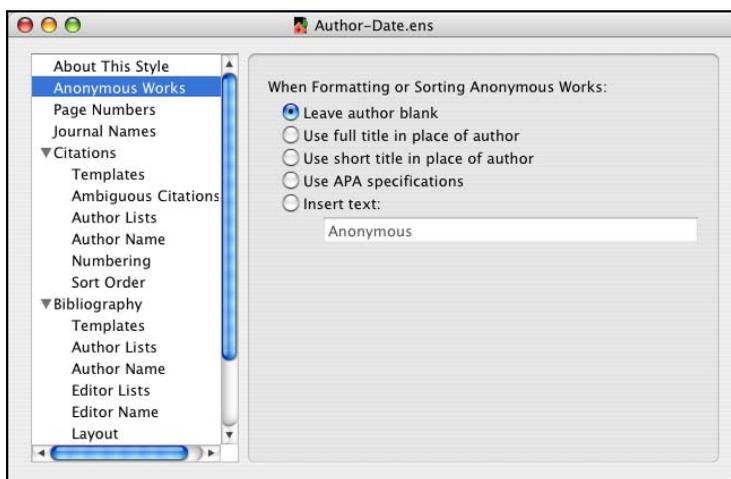 Author-Date.ens
About This Style
Anonymous Works
Page Numbers
Journal Names
Citations
Templates
Ambiguous Citations
Author Lists
Author Name
Numbering
Sort Order
Bibliography
Templates
Author Lists
Author Name
Editor Lists
Editor Name
Layout
When Formatting or Sorting Anonymous Works:
Leave author blank
Use full title in place of author
Use short title in place of author
Use APA specifications
Insert text:
Anonymous